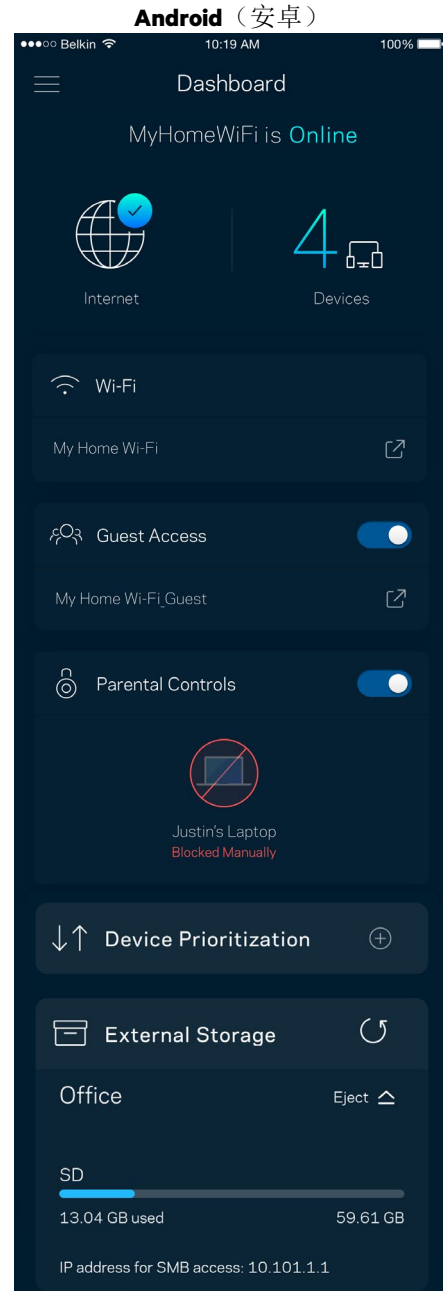 Android（安卓）
Belkin 10:19 AM 100%
Dashboard
MyHomeWiFi is Online
4
Internet Devices
Wi-Fi
My Home Wi-Fi
Guest Access
My Home Wi-Fi_Guest
Parental Controls
Justin's Laptop
Blocked Manually
Device Prioritization
External Storage
Office Eject
SD
13.04 GB used 59.61 GB
IP address for SMB access: 10.101.1.1